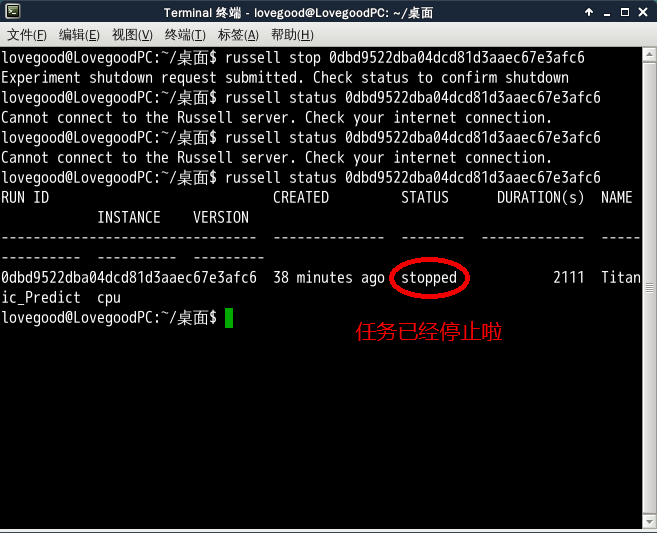 Terminal 终端 - lovegood@LovegoodPC: ~/桌面
文件(F) 编辑(E) 视图(V) 终端(T) 标签(A) 帮助(H)
lovegood@LovegoodPC:~/桌面$ russell stop 0dbd9522dba04dcd81d3aaec67e3afc6
Experiment shutdown request submitted. Check status to confirm shutdown
lovegood@LovegoodPC:~/桌面$ russell status 0dbd9522dba04dcd81d3aaec67e3afc6
Cannot connect to the Russell server. Check your internet connection.
lovegood@LovegoodPC:~/桌面$ russell status 0dbd9522dba04dcd81d3aaec67e3afc6
Cannot connect to the Russell server. Check your internet connection.
lovegood@LovegoodPC:~/桌面$ russell status 0dbd9522dba04dcd81d3aaec67e3afc6
RUN ID                            CREATED         STATUS      DURATION(s)  NAME
            INSTANCE    VERSION
--------------------------------  --------------  --------  -------------  -----
----------  ----------  ---------
0dbd9522dba04dcd81d3aaec67e3afc6  38 minutes ago  stopped            2111  Titan
ic_Predict  cpu
lovegood@LovegoodPC:~/桌面$
任务已经停止啦